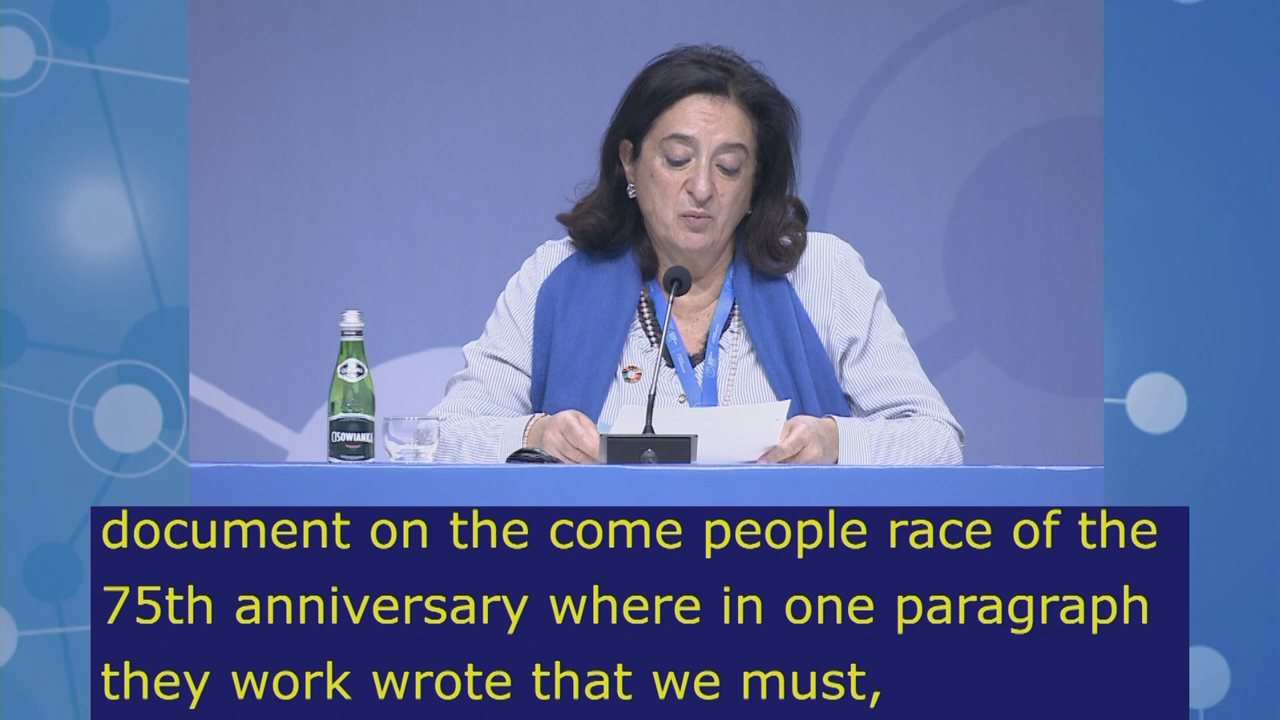 CISOWIANKA
document on the come people race of the
75th anniversary where in one paragraph
they work wrote that we must,